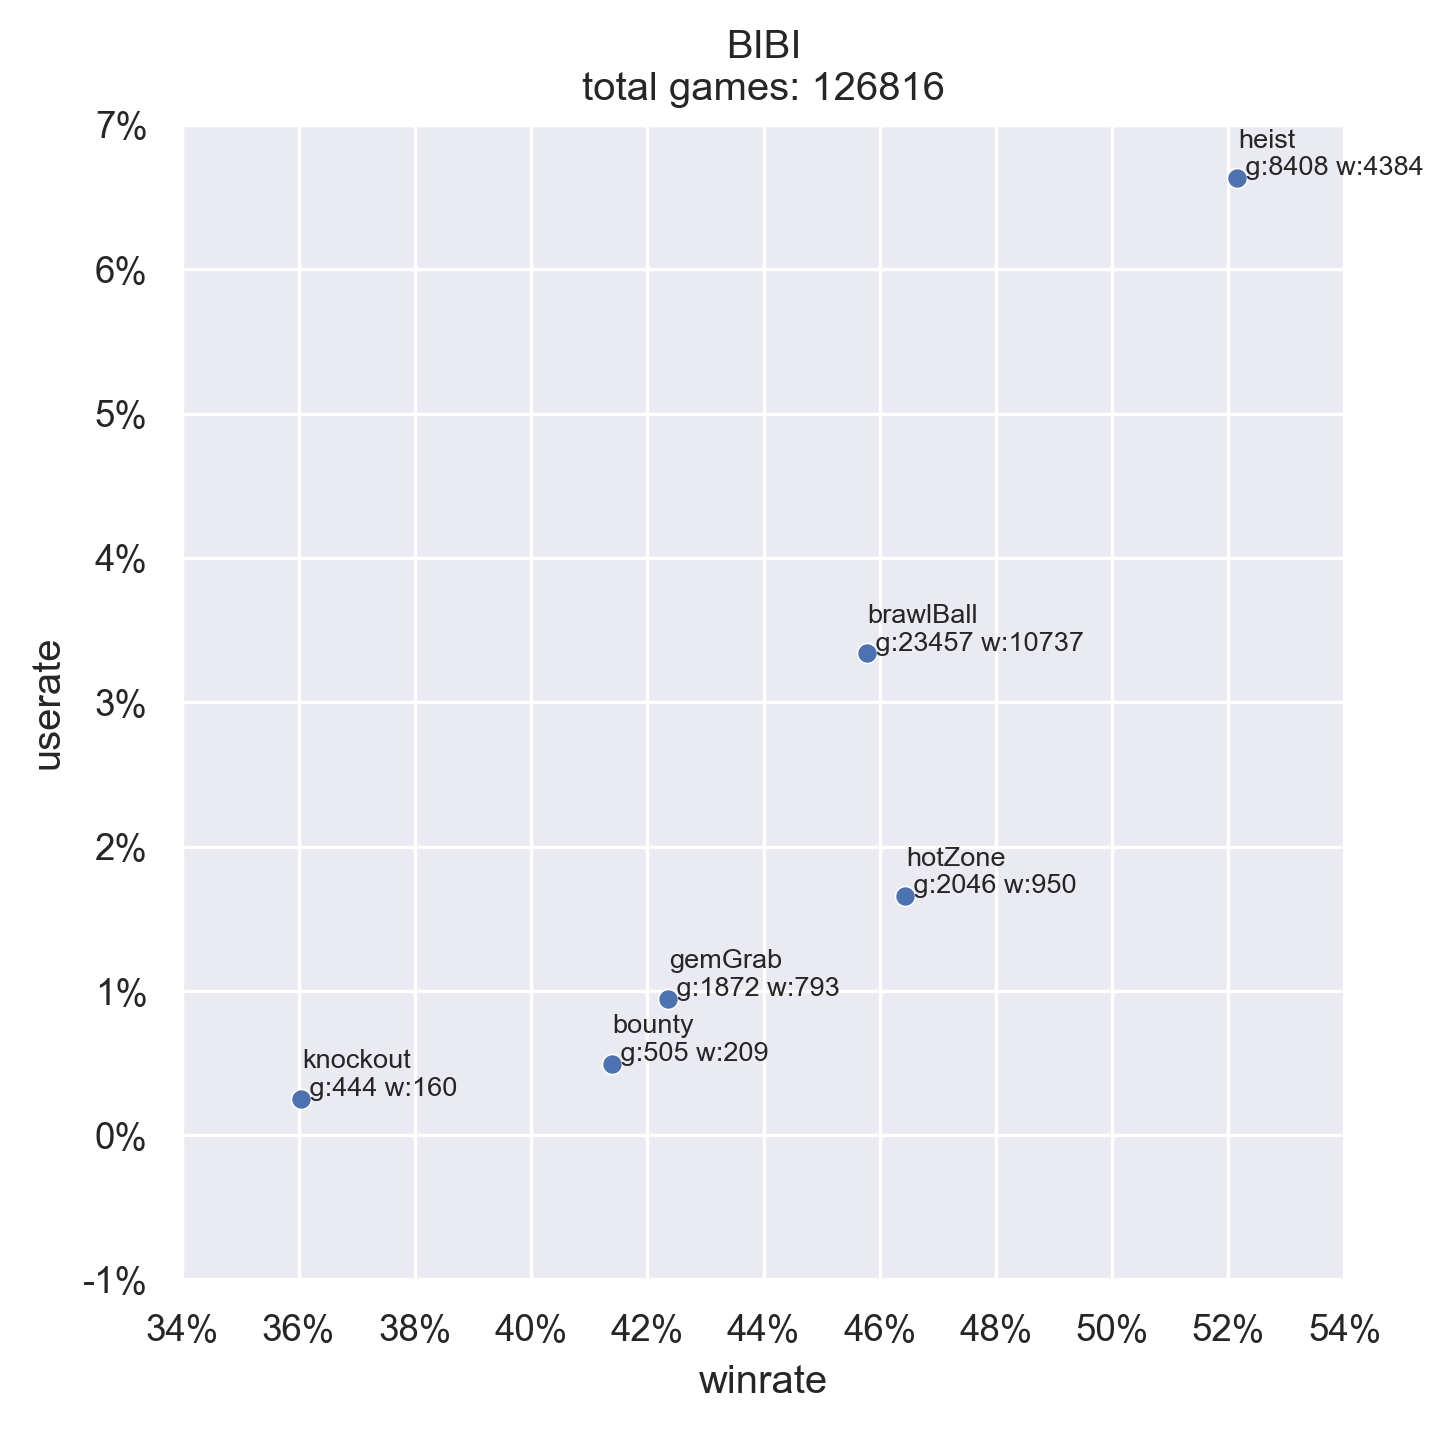 BIBI
total games: 126816
7%
6%
5%
4%
3%
2%
1%
0%
-1%
userate
heist
g:8408 w:4384
brawlBall
g:23457 w:10737
hotZone
g:2046 w:950
gemGrab
g:1872 w:793
bounty
g:505 w:209
knockout
g:444 w:160
34% 36% 38% 40% 42% 44% 46% 48% 50% 52% 54%
winrate